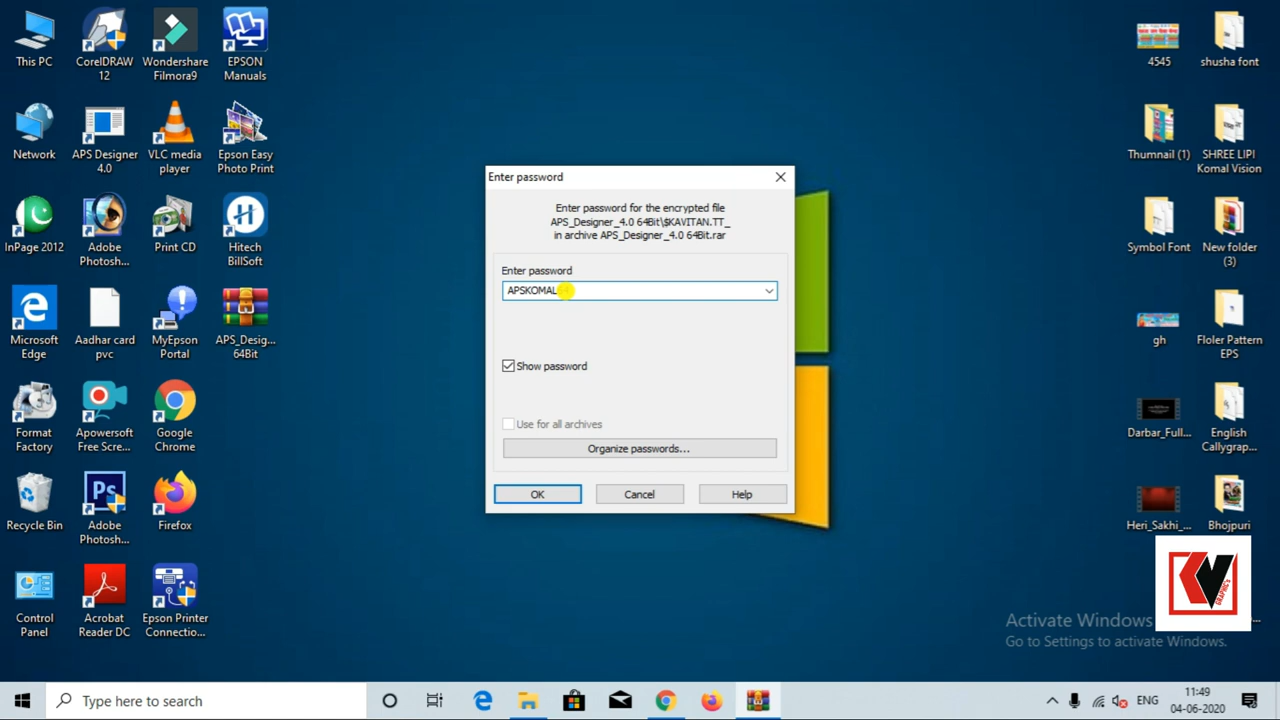 This PC
CorelDRAW
12
Wondershare
Filmora9
EPSON
Manuals
Network
APS Designer
4.0
VLC media
player
Epson Easy
Photo Print
InPage 2012
Adobe
Photosh...
Print CD
Hitech
BillSoft
Microsoft
Edge
Aadhar card
pvc
MyEpson
Portal
APS_Desig...
64Bit
Format
Factory
Apowersoft
Free Scre...
Google
Chrome
Recycle Bin
Adobe
Photosh...
Firefox
Control
Panel
Acrobat
Reader DC
Epson Printer
Connectio...
Enter password
Enter password for the encrypted file
APS_Designer_4.0 64Bit\$KAVITAN.TT_
in archive APS_Designer_4.0 64Bit.rar
Enter password
APSKOMAL
Show password
Use for all archives
Organize passwords...
OK
Cancel
Help
4545
shusha font
Thumnail (1)
SHREE LIPI
Komal Vision
Symbol Font
New folder
(3)
gh
Floler Pattern
EPS
Darbar_Full...
English
Callygrap...
Heri_Sakhi_...
Bhojpuri
GRAPHIC's
Activate Windows
Go to Settings to activate Windows.
Type here to search
ENG
11:49
04-06-2020